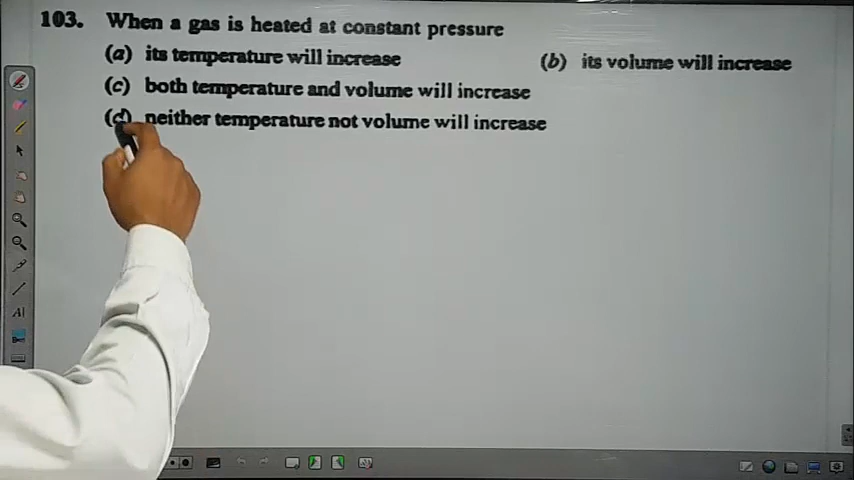 103. When a gas is heated at constant pressure
(a) its temperature will increase (b) its volume will increase
(c) both temperature and volume will increase
(d) neither temperature not volume will increase
AI